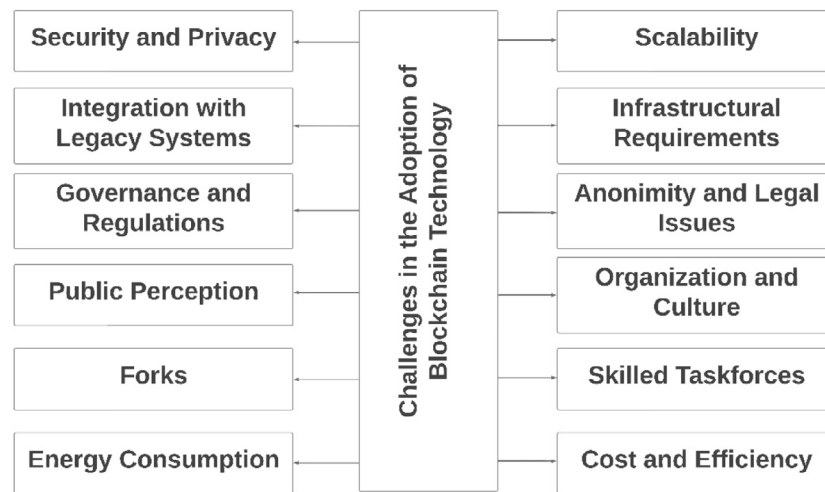 Security and Privacy
Integration with
Legacy Systems
Governance and
Regulations
Public Perception
Forks
Energy Consumption
Challenges in the Adoption of
Blockchain Technology
Scalability
Infrastructural
Requirements
Anonimity and Legal
Issues
Organization and
Culture
Skilled Taskforces
Cost and Efficiency